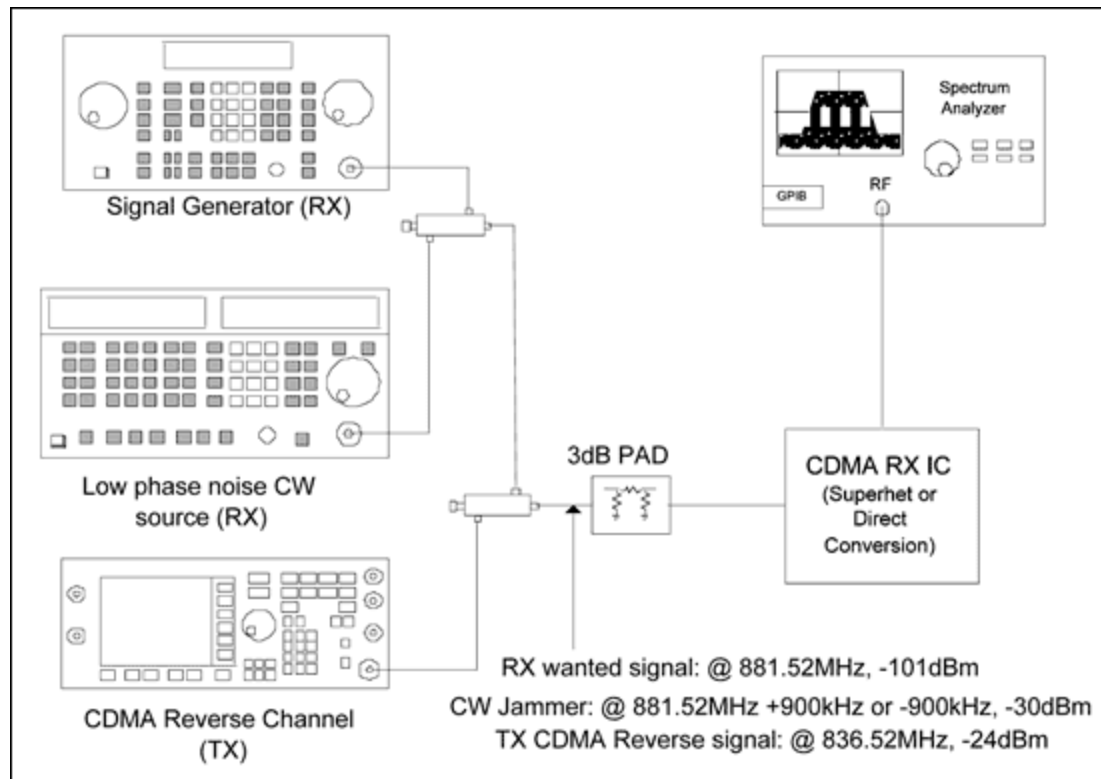 Signal Generator (RX)
Spectrum
Analyzer
RF
GPIB
Low phase noise CW
source (RX)
3dB PAD
CDMA RX IC
(Superhet or
Direct
Conversion)
CDMA Reverse Channel
(TX)
RX wanted signal: @ 881.52MHz, -101dBm
CW Jammer: @ 881.52MHz +900kHz or -900kHz, -30dBm
TX CDMA Reverse signal: @ 836.52MHz, -24dBm